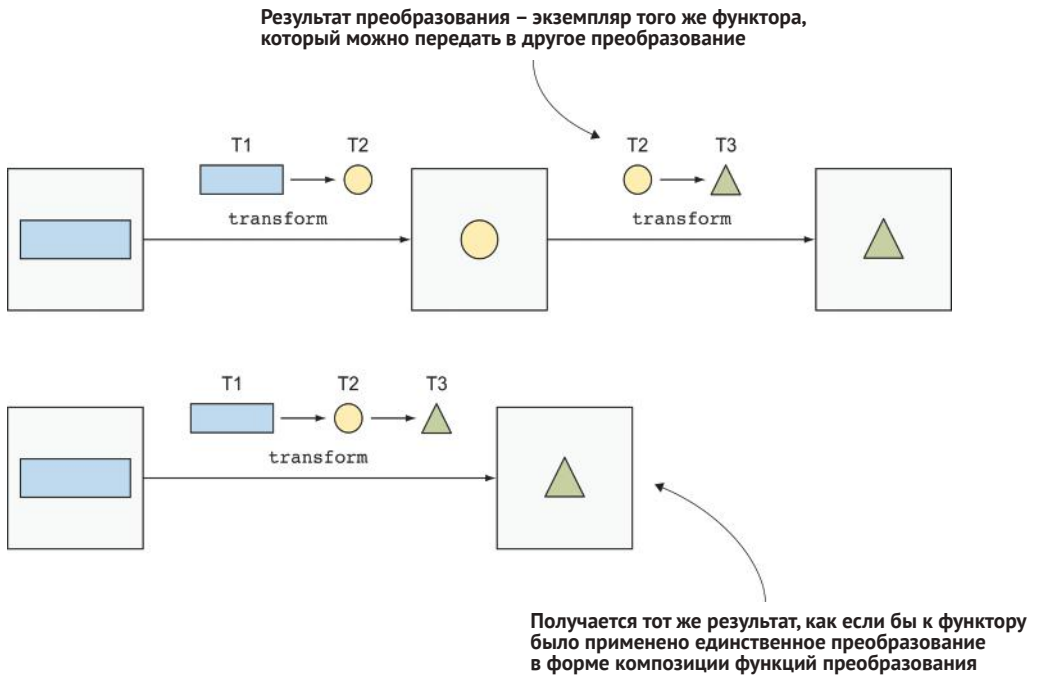 Результат преобразования – экземпляр того же функтора,
который можно передать в другое преобразование
T1 T2
transform
T2 T3
transform
T1 T2 T3
transform
Получается тот же результат, как если бы к функтору
было применено единственное преобразование
в форме композиции функций преобразования